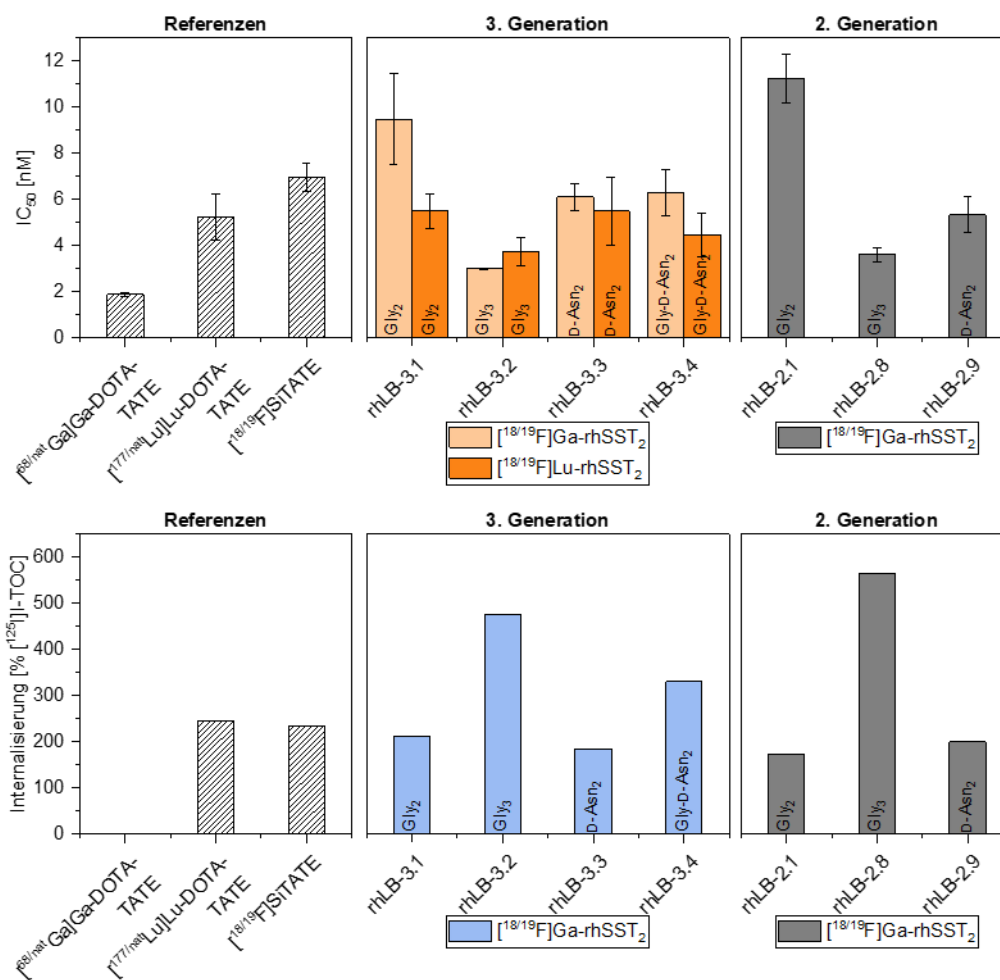 Referenzen
3. Generation
2. Generation
IC50 [nM]
12
10
8
6
4
2
0
Gly2
Gly2
Gly3
Gly3
D-Asn2
D-Asn2
Gly-D-Asn2
Gly-D-Asn2
Gly2
Gly3
D-Asn2
[68/natGa]Ga-DOTA-
TATE
[177/natLu]Lu-DOTA-
TATE
[18/19F]SiTATE
rhLB-3.1
rhLB-3.2
rhLB-3.3
rhLB-3.4
rhLB-2.1
rhLB-2.8
rhLB-2.9
[18/19F]Ga-rhSST2
[18/19F]Lu-rhSST2
[18/19F]Ga-rhSST2
Referenzen
3. Generation
2. Generation
Internalisierung [% [125I]I-TOC]
600
500
400
300
200
100
0
Gly2
Gly3
D-Asn2
Gly-D-Asn2
Gly2
Gly3
D-Asn2
[68/natGa]Ga-DOTA-
TATE
[177/natLu]Lu-DOTA-
TATE
[18/19F]SiTATE
rhLB-3.1
rhLB-3.2
rhLB-3.3
rhLB-3.4
rhLB-2.1
rhLB-2.8
rhLB-2.9
[18/19F]Ga-rhSST2
[18/19F]Ga-rhSST2